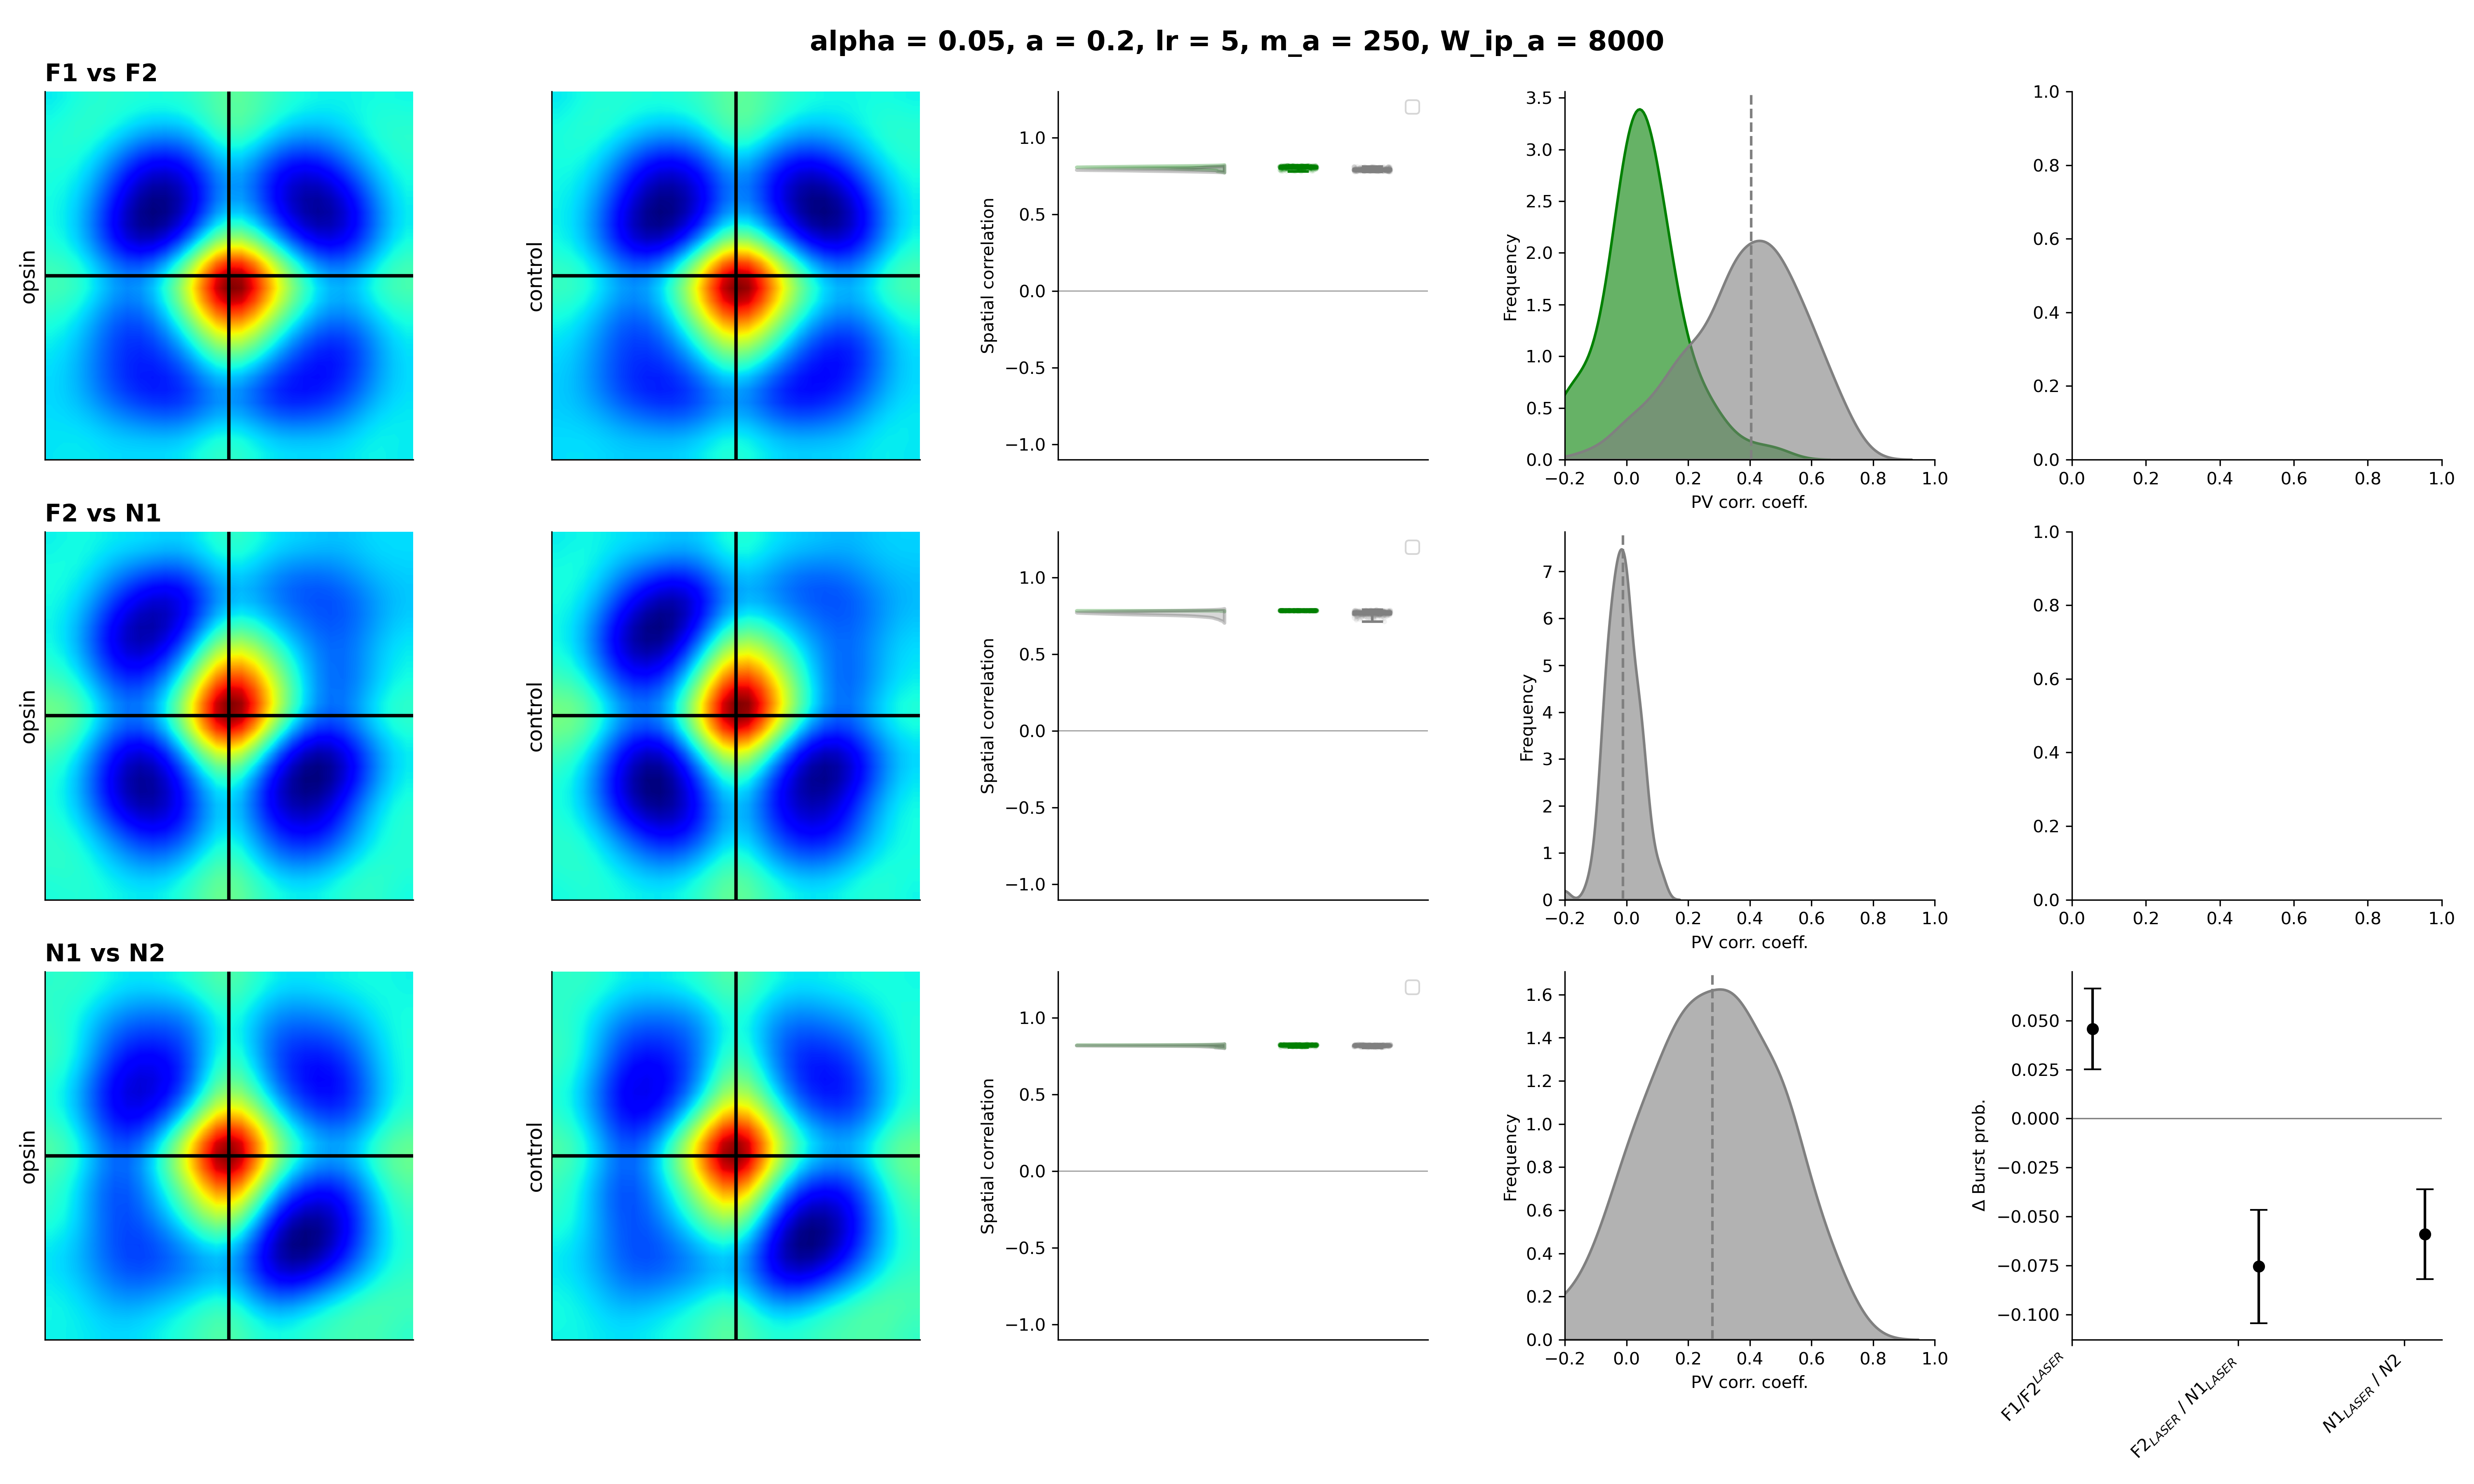 alpha = 0.05, a = 0.2, lr = 5, m_a = 250, W_ip_a = 8000
F1 vs F2
opsin
control
Spatial correlation
1.0
0.5
0.0
−0.5
−1.0
Frequency
3.5
3.0
2.5
2.0
1.5
1.0
0.5
0.0
−0.2 0.0 0.2 0.4 0.6 0.8 1.0
PV corr. coeff.
1.0
0.8
0.6
0.4
0.2
0.0
0.0 0.2 0.4 0.6 0.8 1.0
F2 vs N1
opsin
control
Spatial correlation
1.0
0.5
0.0
−0.5
−1.0
Frequency
7
6
5
4
3
2
1
0
−0.2 0.0 0.2 0.4 0.6 0.8 1.0
PV corr. coeff.
1.0
0.8
0.6
0.4
0.2
0.0
0.0 0.2 0.4 0.6 0.8 1.0
N1 vs N2
opsin
control
Spatial correlation
1.0
0.5
0.0
−0.5
−1.0
Frequency
1.6
1.4
1.2
1.0
0.8
0.6
0.4
0.2
0.0
−0.2 0.0 0.2 0.4 0.6 0.8 1.0
PV corr. coeff.
Δ Burst prob.
0.050
0.025
0.000
−0.025
−0.050
−0.075
−0.100
F1/F2^LASER
F2_LASER / N1_LASER
N1_LASER / N2